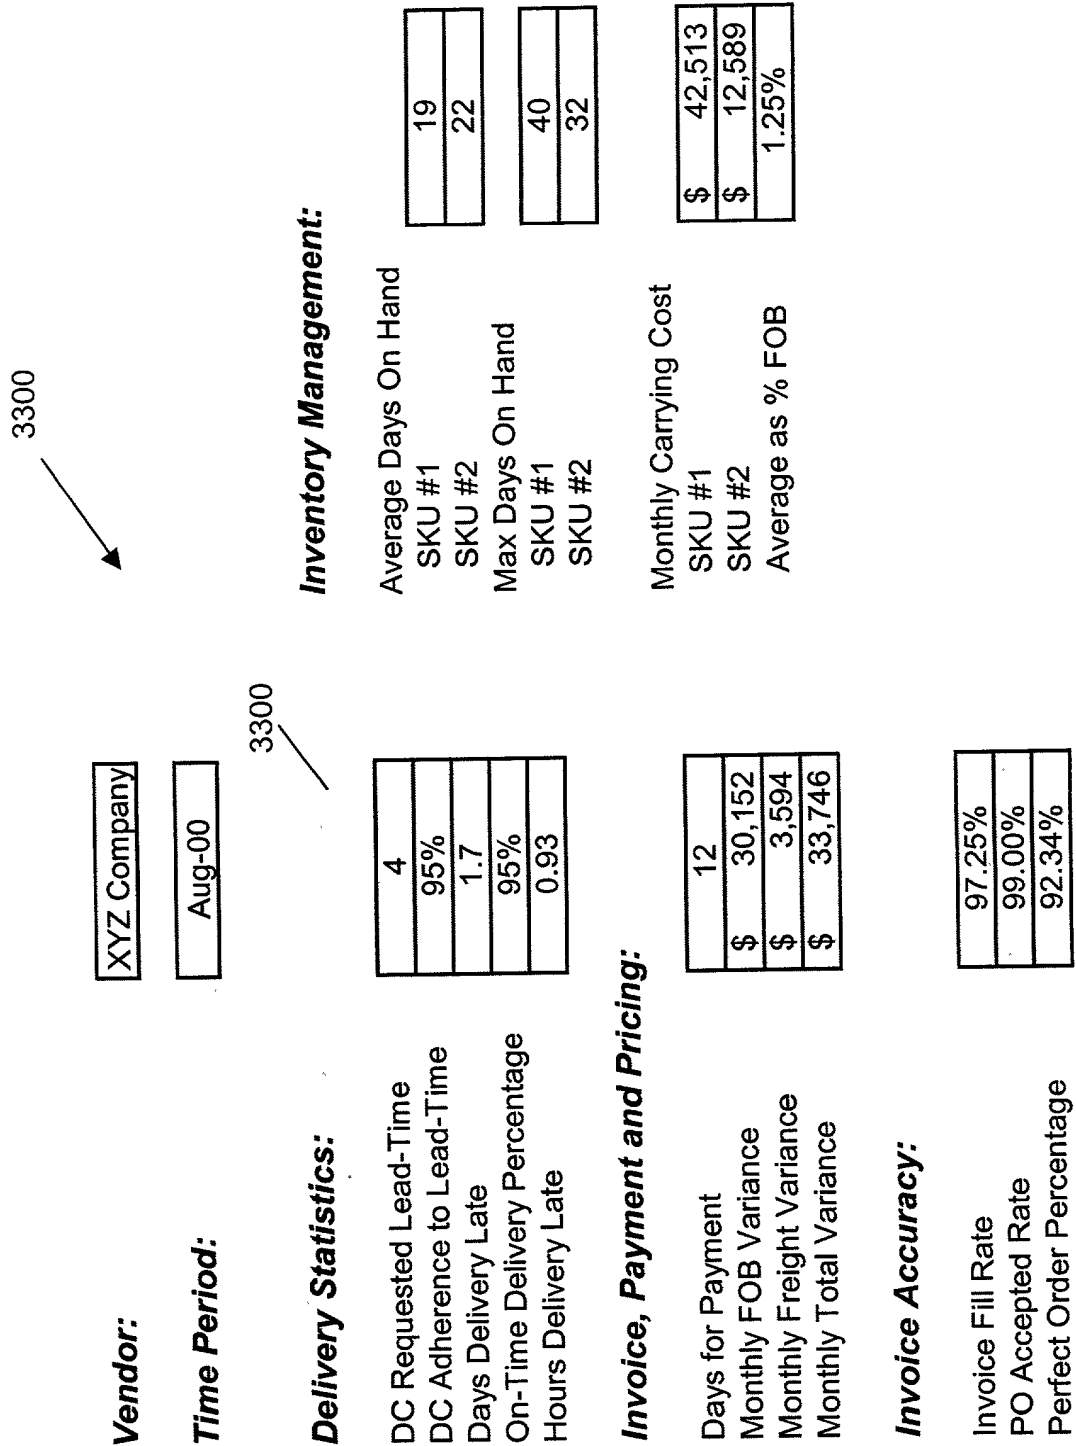 3300
Vendor: XYZ Company
Time Period: Aug-00
3300
Delivery Statistics:
DC Requested Lead-Time 4
DC Adherence to Lead-Time 95%
Days Delivery Late 1.7
On-Time Delivery Percentage 95%
Hours Delivery Late 0.93
Invoice, Payment and Pricing:
Days for Payment 12
Monthly FOB Variance $ 30,152
Monthly Freight Variance $ 3,594
Monthly Total Variance $ 33,746
Invoice Accuracy:
Invoice Fill Rate 97.25%
PO Accepted Rate 99.00%
Perfect Order Percentage 92.34%
Inventory Management:
Average Days On Hand
SKU #1 19
SKU #2 22
Max Days On Hand
SKU #1 40
SKU #2 32
Monthly Carrying Cost
SKU #1 $ 42,513
SKU #2 $ 12,589
Average as % FOB 1.25%